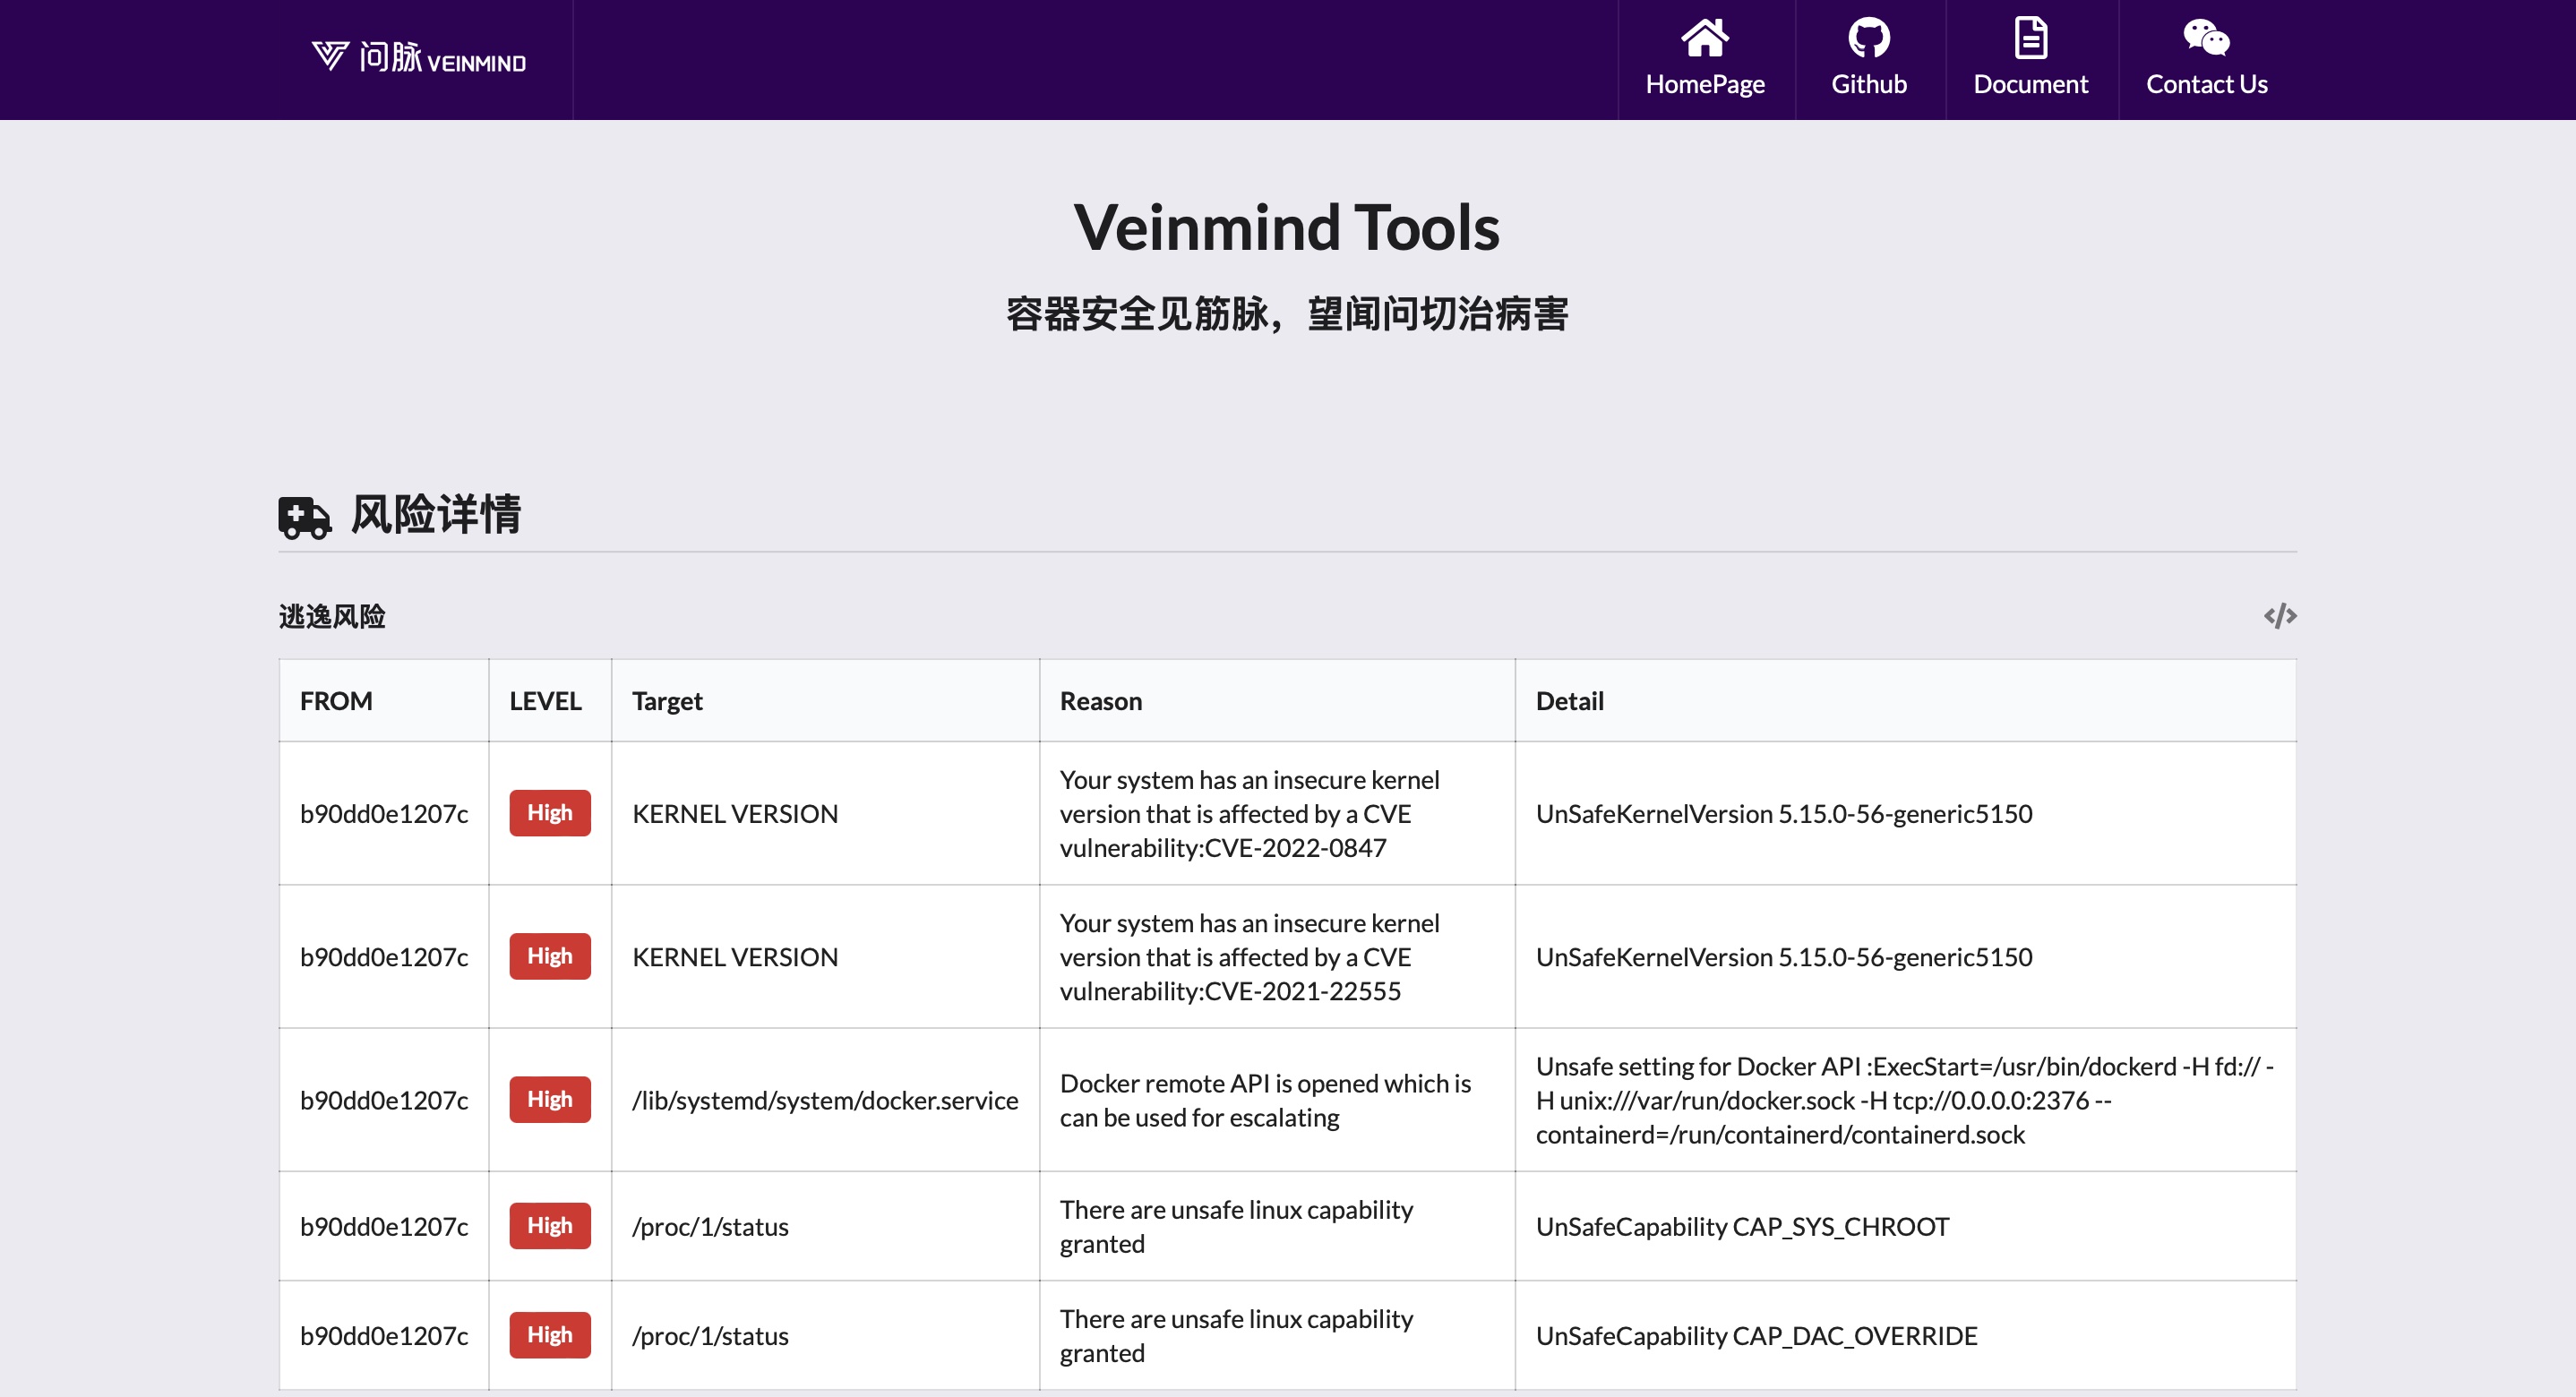 问脉 VEINMIND
HomePage
Github
Document
Contact Us
Veinmind Tools
容器安全见筋脉，望闻问切治病害
风险详情
逃逸风险
FROM LEVEL Target Reason Detail
b90dd0e1207c High KERNEL VERSION
Your system has an insecure kernel
version that is affected by a CVE
vulnerability:CVE-2022-0847
UnSafeKernelVersion 5.15.0-56-generic5150
b90dd0e1207c High KERNEL VERSION
Your system has an insecure kernel
version that is affected by a CVE
vulnerability:CVE-2021-22555
UnSafeKernelVersion 5.15.0-56-generic5150
b90dd0e1207c High /lib/systemd/system/docker.service
Docker remote API is opened which is
can be used for escalating
Unsafe setting for Docker API :ExecStart=/usr/bin/dockerd -H fd:// -
H unix:///var/run/docker.sock -H tcp://0.0.0.0:2376 --
containerd=/run/containerd/containerd.sock
b90dd0e1207c High /proc/1/status
There are unsafe linux capability
granted
UnSafeCapability CAP_SYS_CHROOT
b90dd0e1207c High /proc/1/status
There are unsafe linux capability
granted
UnSafeCapability CAP_DAC_OVERRIDE